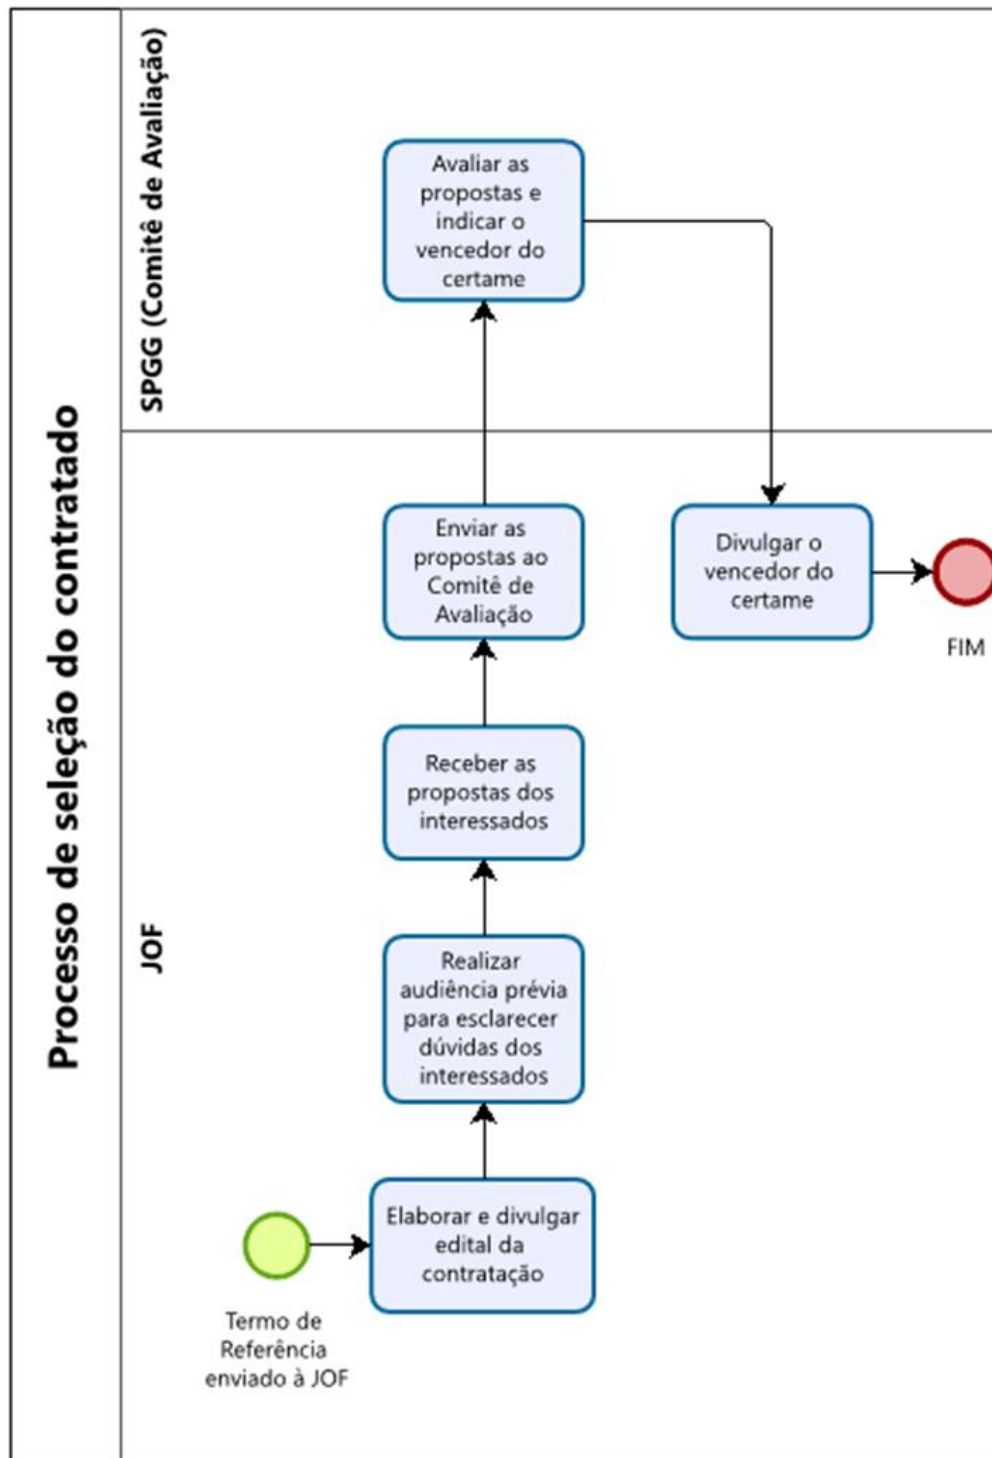 Processo de seleção do contratado
SPGG (Comitê de Avaliação)
Avaliar as
propostas e
indicar o
vencedor do
certame
JOF
Enviar as
propostas ao
Comitê de
Avaliação
Divulgar o
vencedor do
certame
FIM
Receber as
propostas dos
interessados
Realizar
audiência prévia
para esclarecer
dúvidas dos
interessados
Elaborar e divulgar
edital da
contratação
Termo de
Referência
enviado à JOF